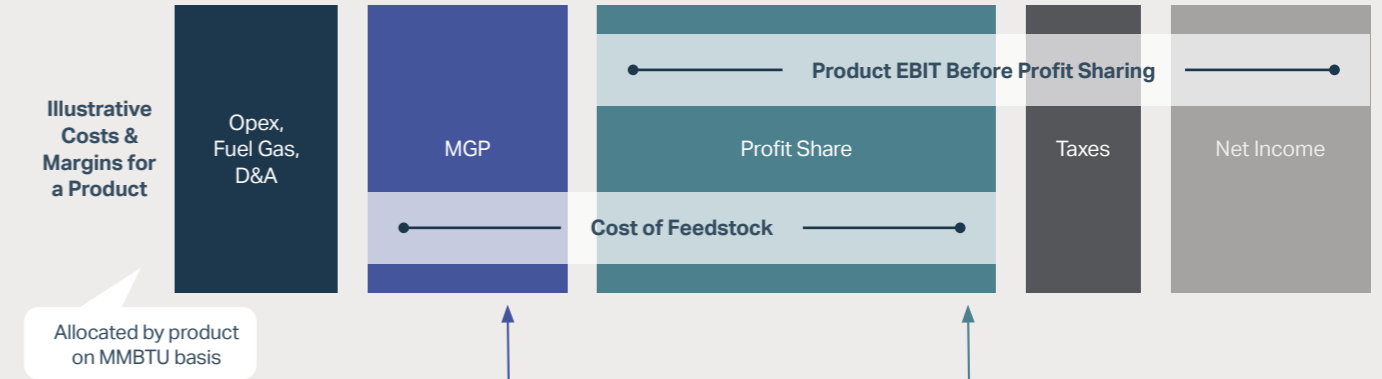 Illustrative
Costs &
Margins for
a Product
Opex,
Fuel Gas,
D&A
MGP
Product EBIT Before Profit Sharing
Profit Share
Taxes
Net Income
Cost of Feedstock
Allocated by product
on MMBTU basis